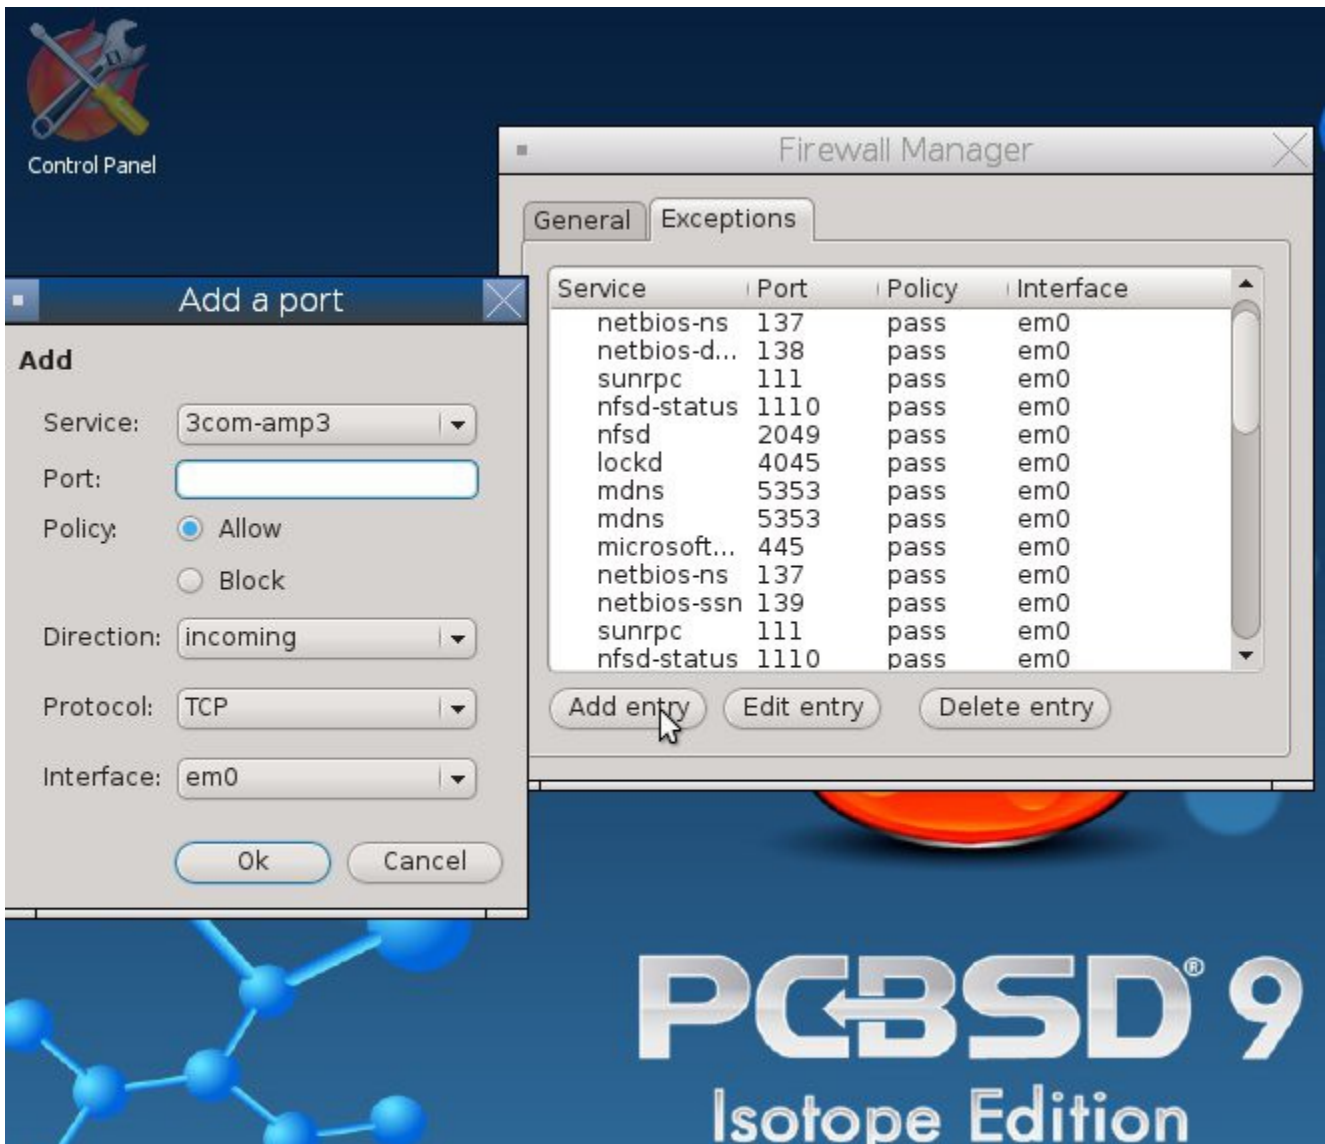 Control Panel
Firewall Manager
General Exceptions
Service Port Policy Interface
netbios-ns 137 pass em0
netbios-d... 138 pass em0
sunrpc 111 pass em0
nfsd-status 1110 pass em0
nfsd 2049 pass em0
lockd 4045 pass em0
mdns 5353 pass em0
mdns 5353 pass em0
microsoft... 445 pass em0
netbios-ns 137 pass em0
netbios-ssn 139 pass em0
sunrpc 111 pass em0
nfsd-status 1110 pass em0
Add entry Edit entry Delete entry
Add a port
Add
Service: 3com-amp3
Port:
Policy: Allow
Block
Direction: incoming
Protocol: TCP
Interface: em0
Ok Cancel
PCBSD® 9
Isotope Edition